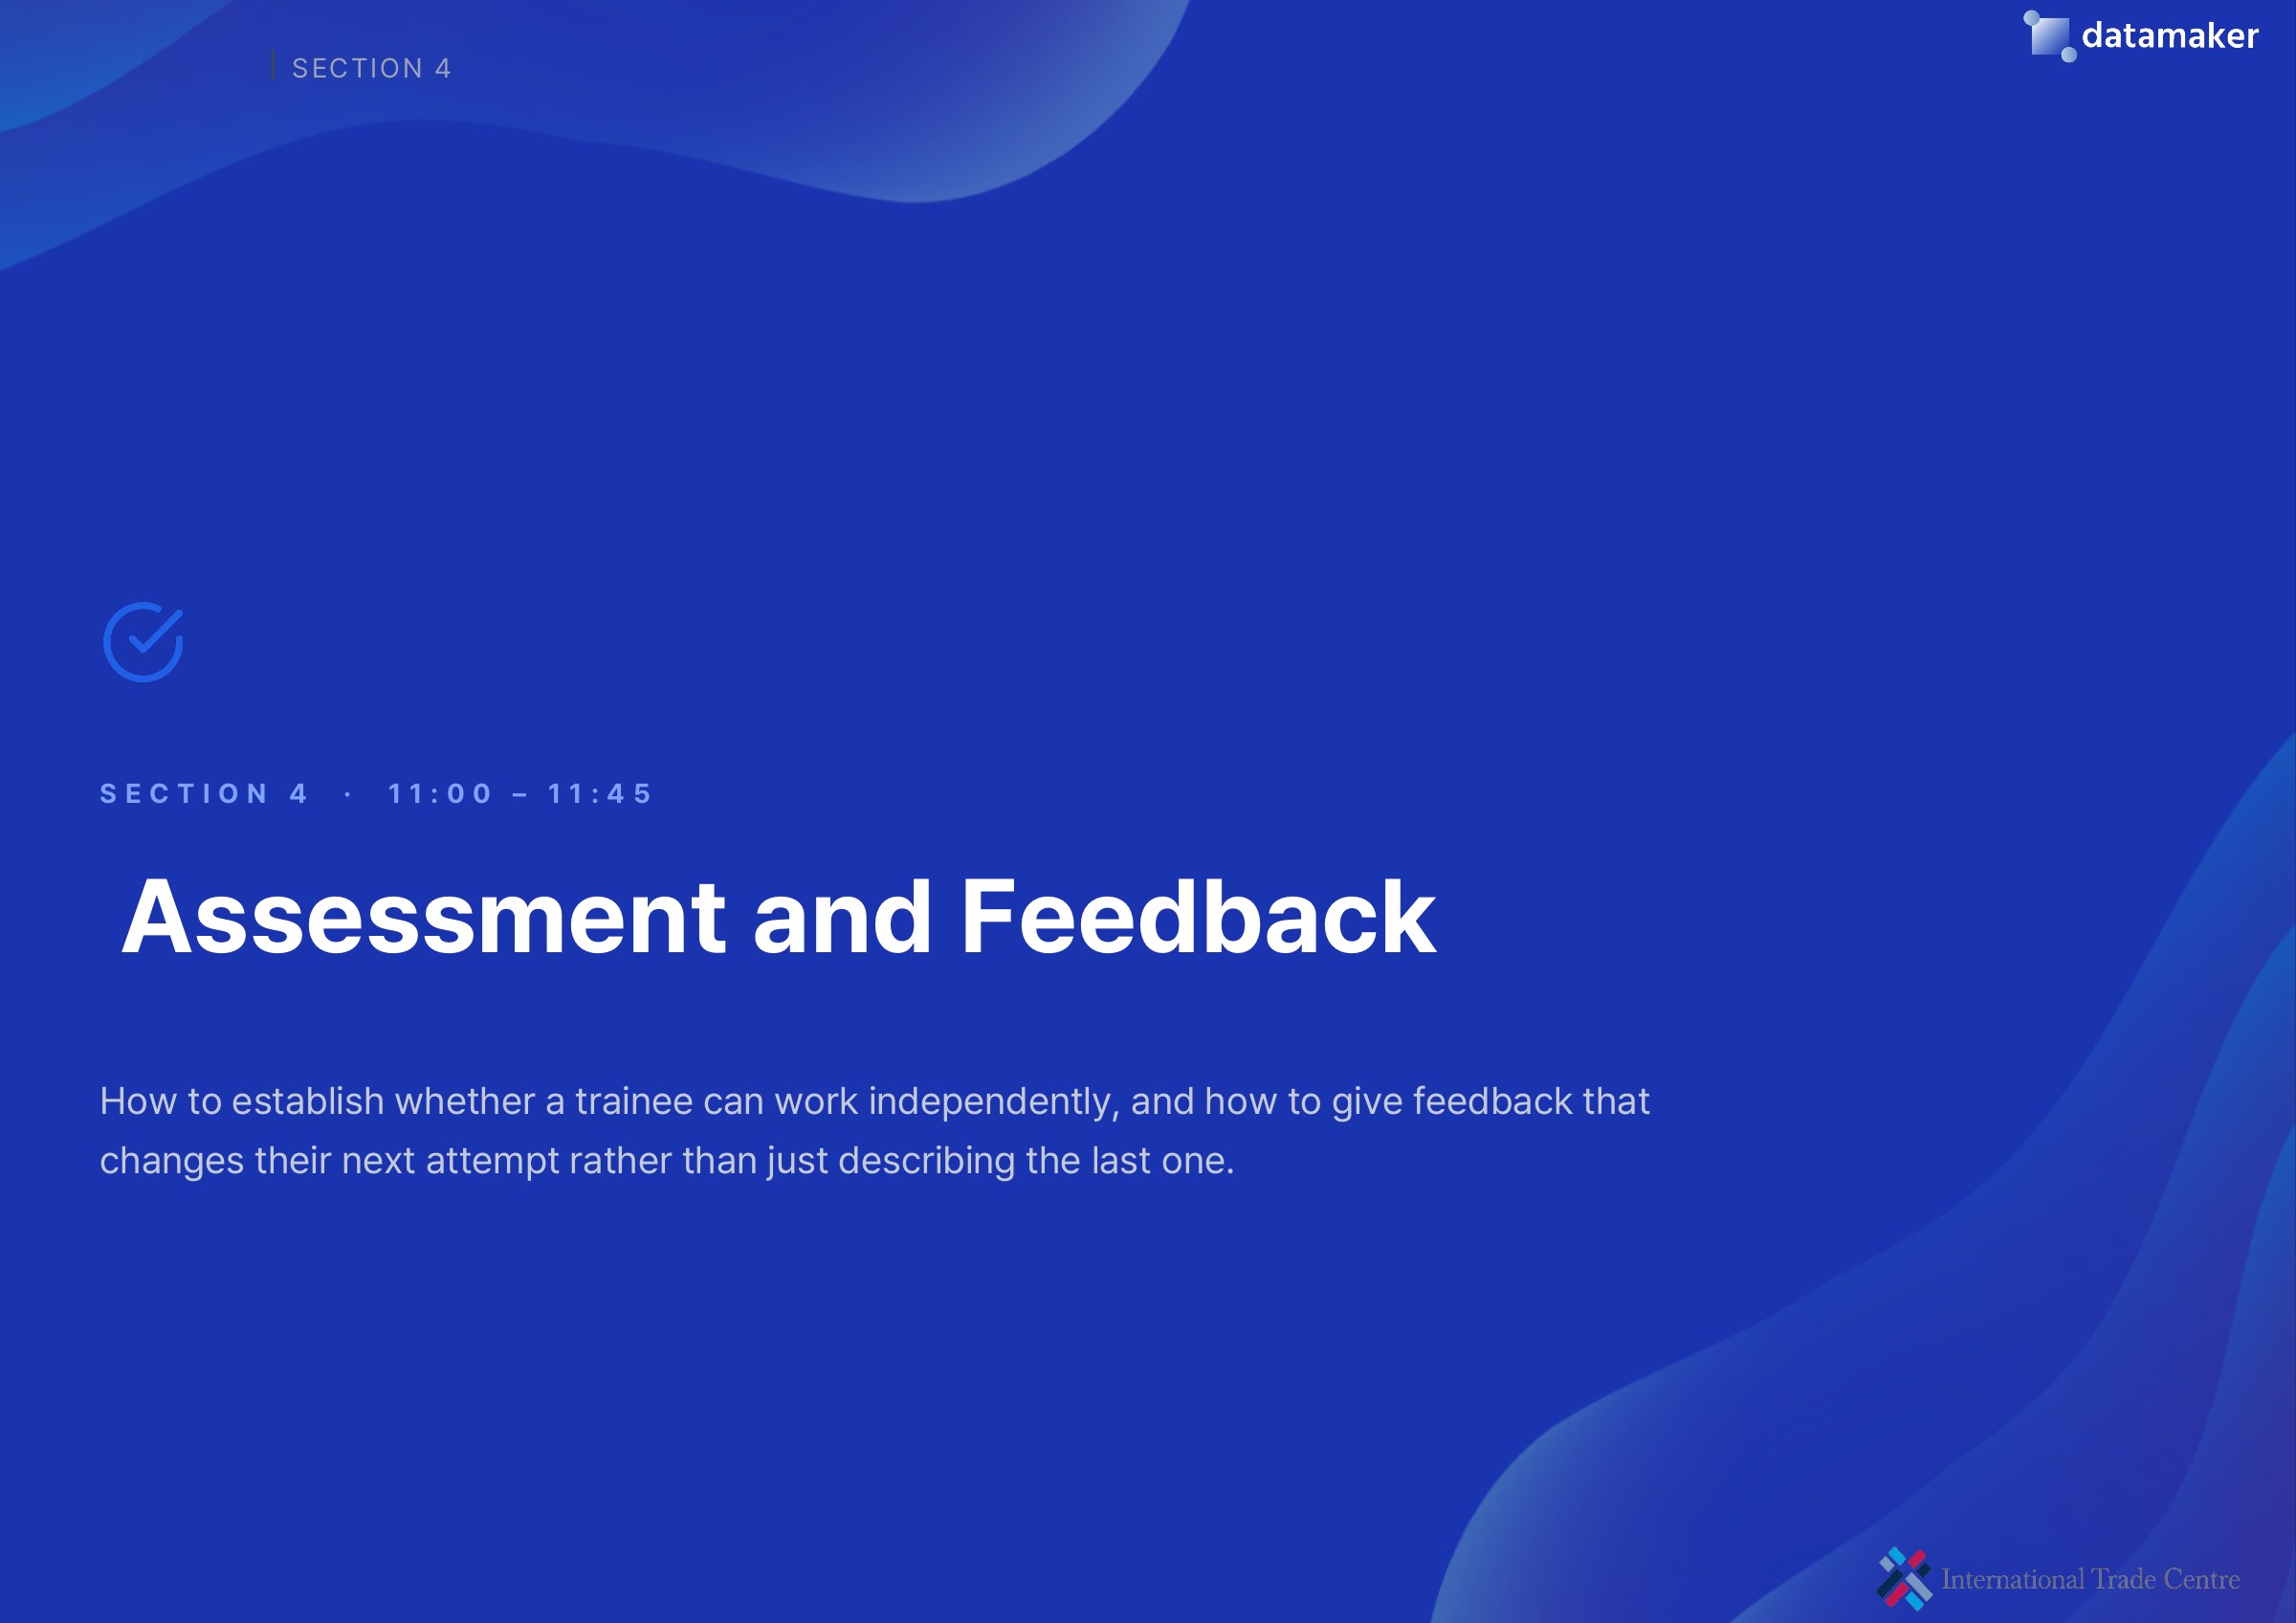 SECTION 4
datamaker
SECTION 4 · 11:00 – 11:45
Assessment and Feedback
How to establish whether a trainee can work independently, and how to give feedback that
changes their next attempt rather than just describing the last one.
International Trade Centre